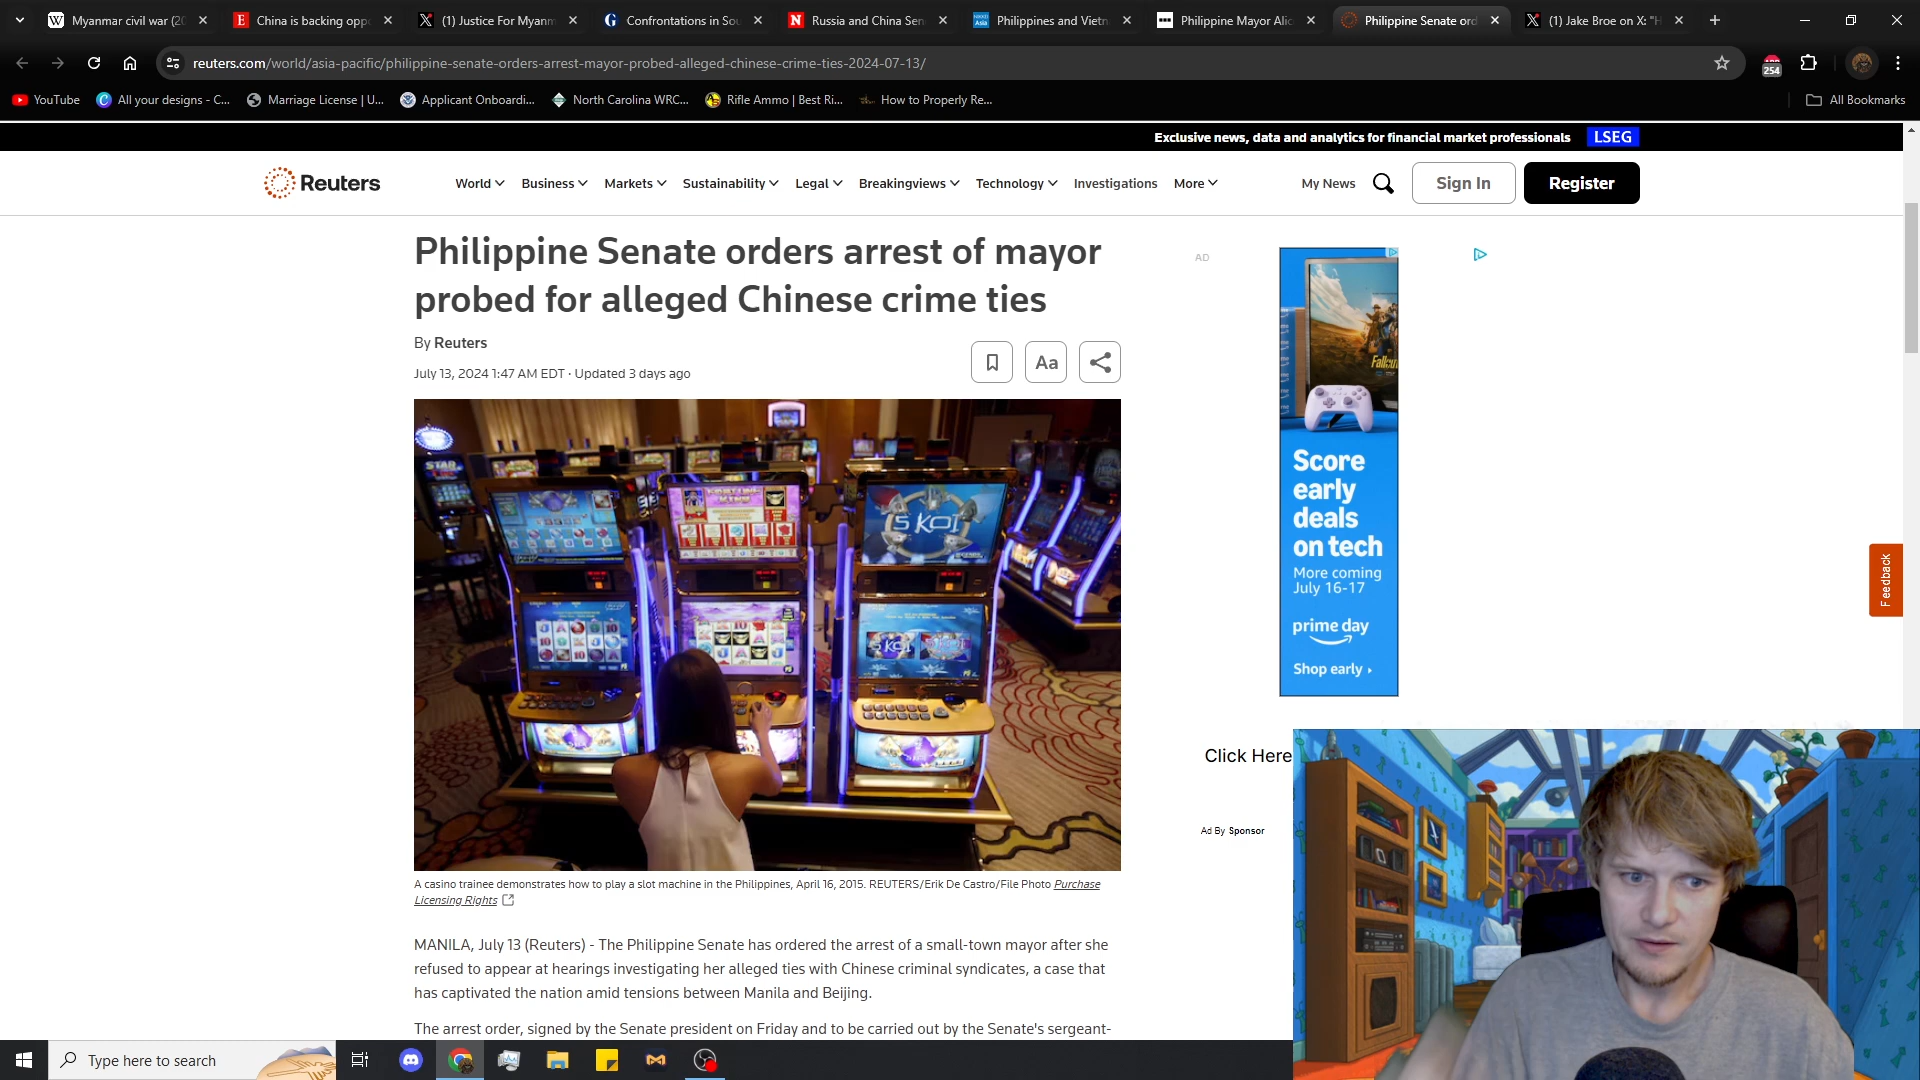 Myanmar civil war (20
China is backing oppo
(1) Justice For Myanm
Confrontations in Sou
Russia and China Sen
Philippines and Vietn
Philippine Mayor Alic
Philippine Senate ord
(1) Jake Broe on X: "H
reuters.com/world/asia-pacific/philippine-senate-orders-arrest-mayor-probed-alleged-chinese-crime-ties-2024-07-13/
254
YouTube
All your designs - C...
Marriage License | U...
Applicant Onboardi...
North Carolina WRC...
Rifle Ammo | Best Ri...
How to Properly Re...
All Bookmarks
Exclusive news, data and analytics for financial market professionals
LSEG
Reuters
World
Business
Markets
Sustainability
Legal
Breakingviews
Technology
Investigations
More
My News
Sign In
Register
Philippine Senate orders arrest of mayor
probed for alleged Chinese crime ties
By Reuters
July 13, 2024 1:47 AM EDT · Updated 3 days ago
Aa
AD
STAR
5 KOI
5 KOI
Fallout
Score
early
deals
on tech
More coming
July 16-17
prime day
Shop early
Feedback
Click Here
Ad By Sponsor
A casino trainee demonstrates how to play a slot machine in the Philippines, April 16, 2015. REUTERS/Erik De Castro/File Photo Purchase
Licensing Rights
MANILA, July 13 (Reuters) - The Philippine Senate has ordered the arrest of a small-town mayor after she
refused to appear at hearings investigating her alleged ties with Chinese criminal syndicates, a case that
has captivated the nation amid tensions between Manila and Beijing.
The arrest order, signed by the Senate president on Friday and to be carried out by the Senate's sergeant-
Type here to search